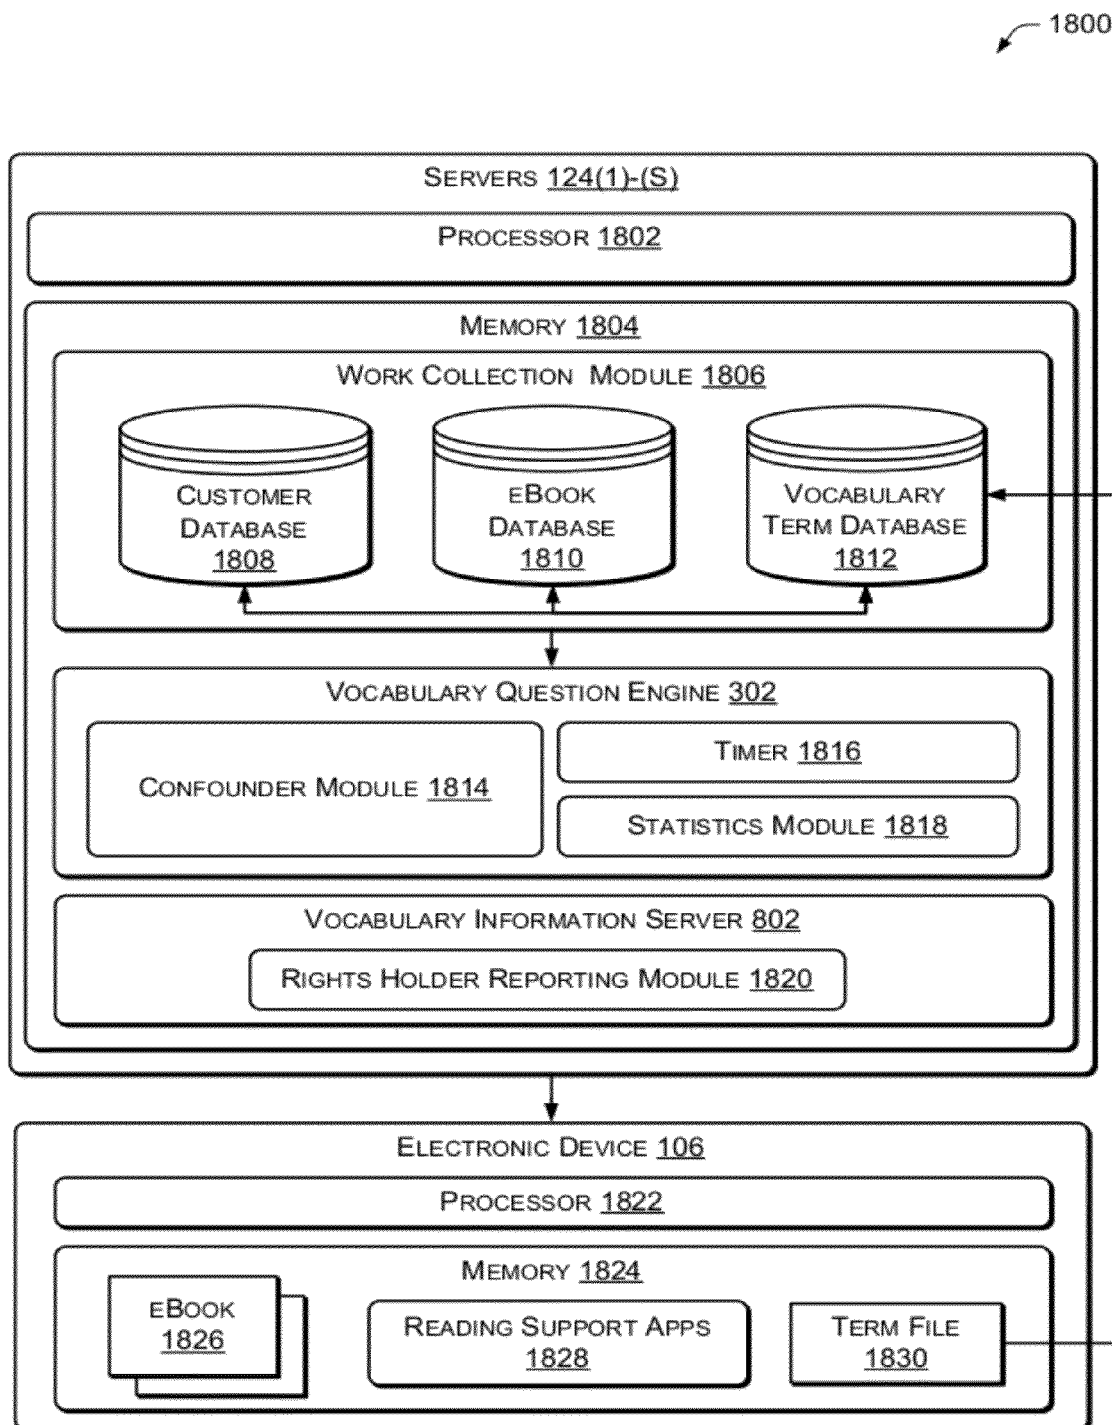 1800
SERVERS 124(1)-(S)
PROCESSOR 1802
MEMORY 1804
WORK COLLECTION MODULE 1806
CUSTOMER
DATABASE
1808
EBOOK
DATABASE
1810
VOCABULARY
TERM DATABASE
1812
VOCABULARY QUESTION ENGINE 302
CONFOUNDER MODULE 1814
TIMER 1816
STATISTICS MODULE 1818
VOCABULARY INFORMATION SERVER 802
RIGHTS HOLDER REPORTING MODULE 1820
ELECTRONIC DEVICE 106
PROCESSOR 1822
MEMORY 1824
EBOOK
1826
READING SUPPORT APPS
1828
TERM FILE
1830